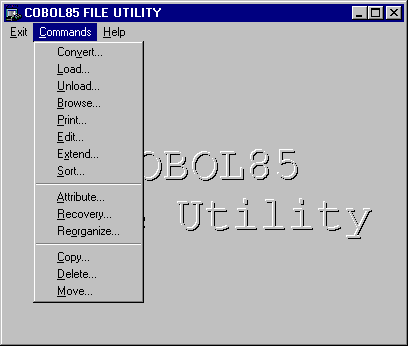 COBOL85 FILE UTILITY
Exit Commands Help
Convert...
Load...
Unload...
Browse...
Print...
Edit...
Extend...
Sort...
Attribute...
Recovery...
Reorganize...
Copy...
Delete...
Move...
OBOL85
Utility